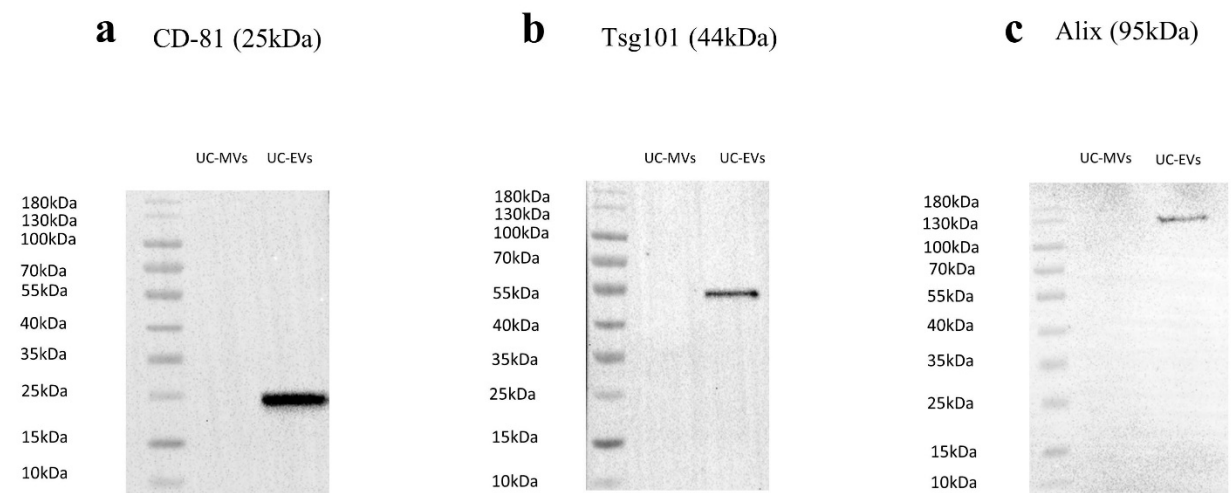 a CD-81 (25kDa)
UC-MVs UC-EVs
180kDa
130kDa
100kDa
70kDa
55kDa
40kDa
35kDa
25kDa
15kDa
10kDa
b Tsg101 (44kDa)
UC-MVs UC-EVs
180kDa
130kDa
100kDa
70kDa
55kDa
40kDa
35kDa
25kDa
15kDa
10kDa
c Alix (95kDa)
UC-MVs UC-EVs
180kDa
130kDa
100kDa
70kDa
55kDa
40kDa
35kDa
25kDa
15kDa
10kDa